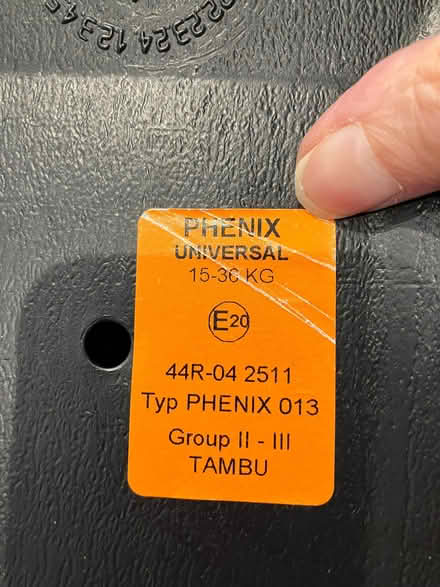 PHENIX
UNIVERSAL
15-36 KG
E20
44R-04 2511
Typ PHENIX 013
Group II - III
TAMBU